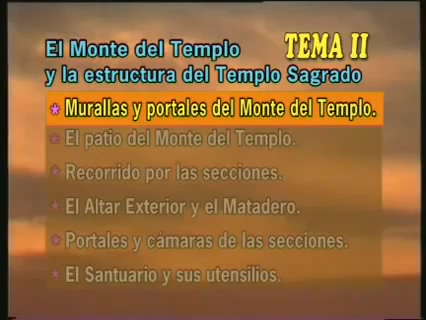 El Monte del Templo TEMA II
y la estructura del Templo Sagrado
* Murallas y portales del Monte del Templo.
* El patio del Monte del Templo.
* Recorrido por las secciones.
* El Altar Exterior y el Matadero.
* Portales y cámaras de las secciones.
* El Santuario y sus utensilios.